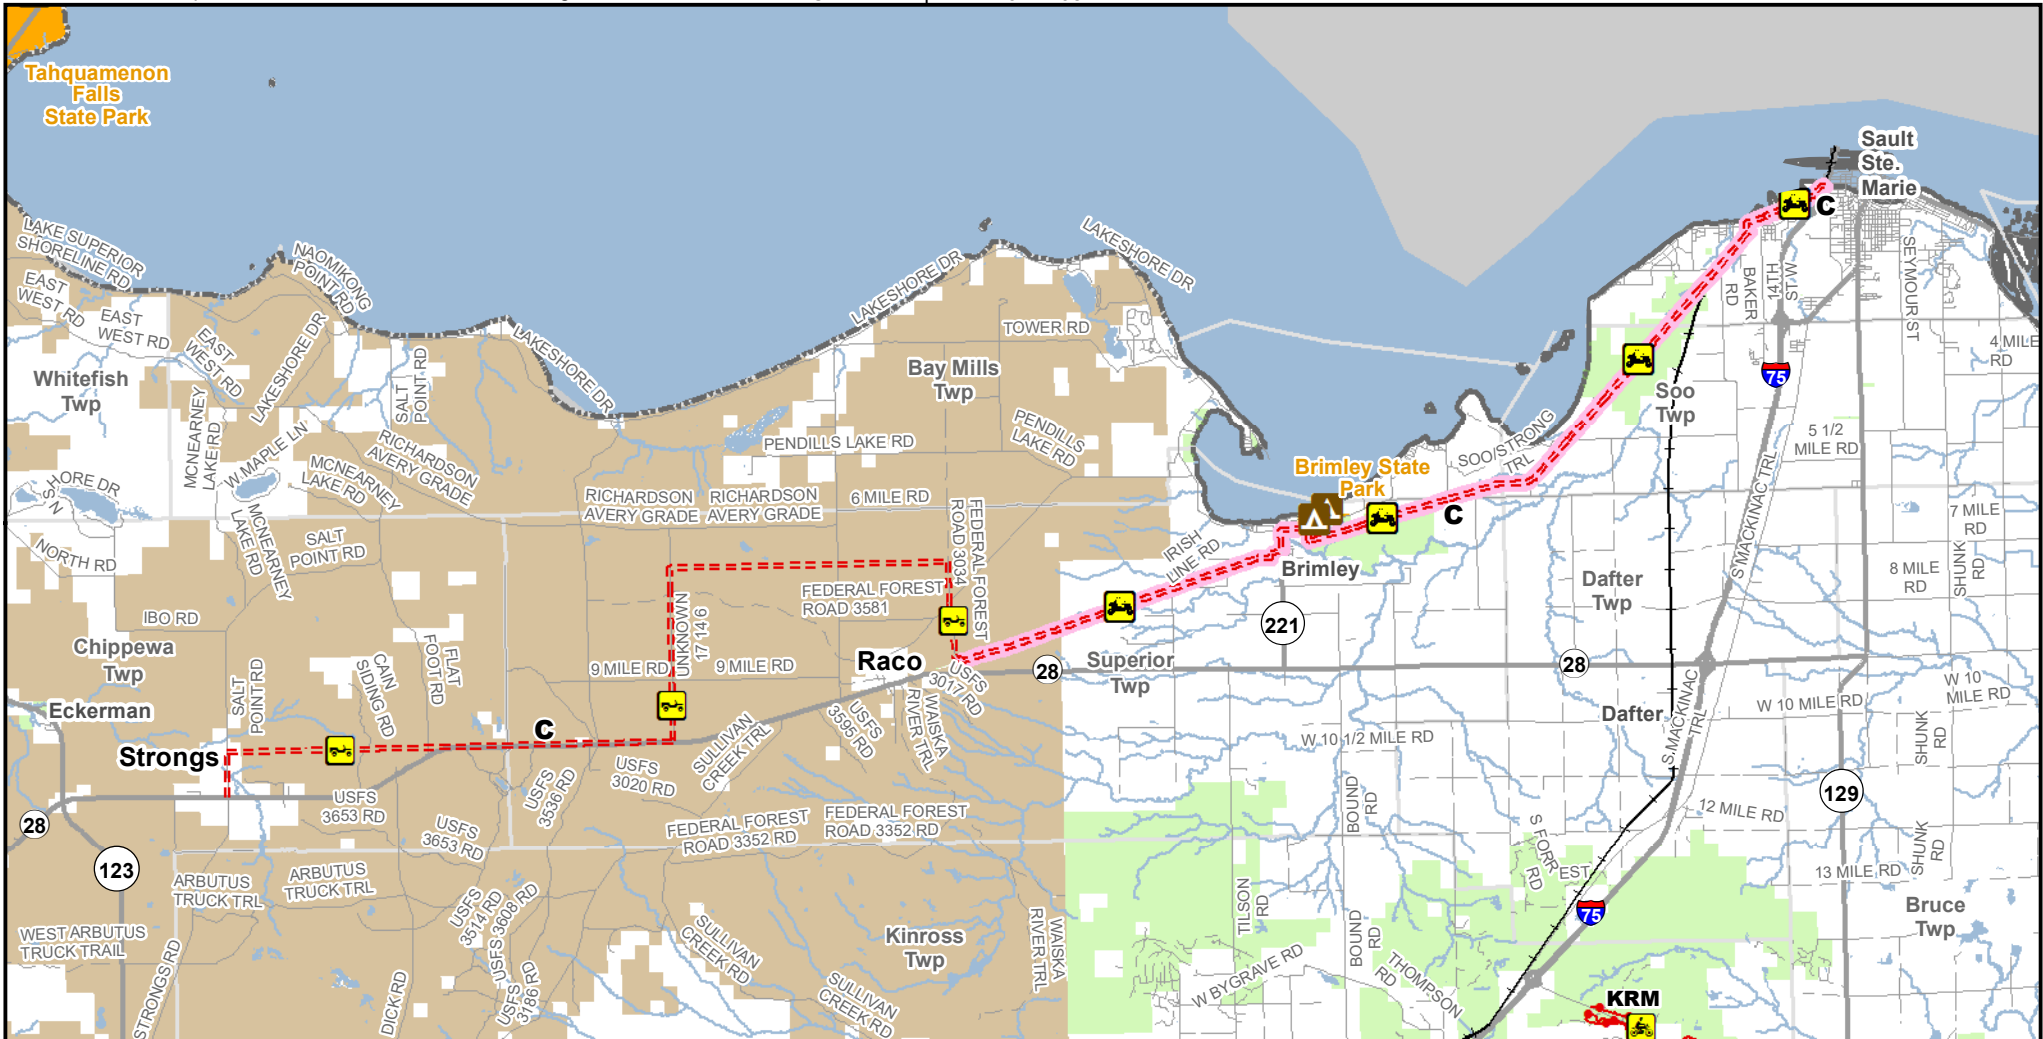 Tahquamenon
Falls
State Park
Sault
Ste.
Marie
C
LAKE SUPERIOR
SHORELINE RD
NAOMIKONG
POINT RD
LAKESHORE DR
LAKESHORE DR
SEYMOUR ST
BAKER
RD
14TH
ST W
EAST
WEST RD
EAST
WEST RD
EAST
WEST RD
LAKESHORE DR
LAKESHORE DR
TOWER RD
4 MILE
RD
Whitefish
Twp
SALT
POINT RD
Bay Mills
Twp
75
Soo
Twp
MCNEARNEY
LAKE RD
W MAPLE LN
RICHARDSON
AVERY GRADE
PENDILLS LAKE RD
PENDILLS
LAKE RD
SOO/STRONG
TRL
5 1/2
MILE RD
S MACKINAC TRL
Brimley State
Park
MCNEARNEY
LAKE RD
SHORE DR
S N
RICHARDSON
AVERY GRADE
RICHARDSON
AVERY GRADE
6 MILE RD
FEDERAL FOREST
ROAD 3034
C
7 MILE
RD
MCNEARNEY
LAKE RD
SALT
POINT RD
NORTH RD
IRISH
LINE RD
Brimley
8 MILE
RD
SHUNK
RD
Dafter
Twp
FEDERAL FOREST
ROAD 3581
UNKNOWN
17 14 6
IBO RD
221
Chippewa
Twp
CAIN
SIDING RD
FLAT
FOOT RD
9 MILE RD
9 MILE RD
Raco
28
Superior
Twp
28
USFS
3017 RD
SALT
POINT RD
W 10
MILE RD
W 10 MILE RD
Eckerman
Dafter
S MACKINAC
TRL
Strongs
C
SULLIVAN
CREEK TRL
USFS
3595 RD
WAISKA
RIVER TRL
W 10 1/2 MILE RD
SHUNK
RD
USFS
3020 RD
USFS
3536 RD
USFS
3653 RD
28
129
12 MILE RD
BOUND
RD
USFS
3653 RD
FEDERAL FOREST
ROAD 3352 RD
FEDERAL FOREST
ROAD 3352 RD
S FORREST
RD
SHUNK
RD
123
ARBUTUS
TRUCK TRL
ARBUTUS
TRUCK TRL
13 MILE RD
USFS
3514 RD
USFS 3608 RD
TILSON
RD
75
Bruce
Twp
WEST ARBUTUS
TRUCK TRAIL
STRONGS RD
DICK RD
USFS
3186 RD
SULLIVAN
CREEK RD
Kinross
Twp
SULLIVAN
CREEK RD
WAISKA
RIVER TRL
BOUND
RD
W BYGRAVE RD
THOMPSON
RD
KRM